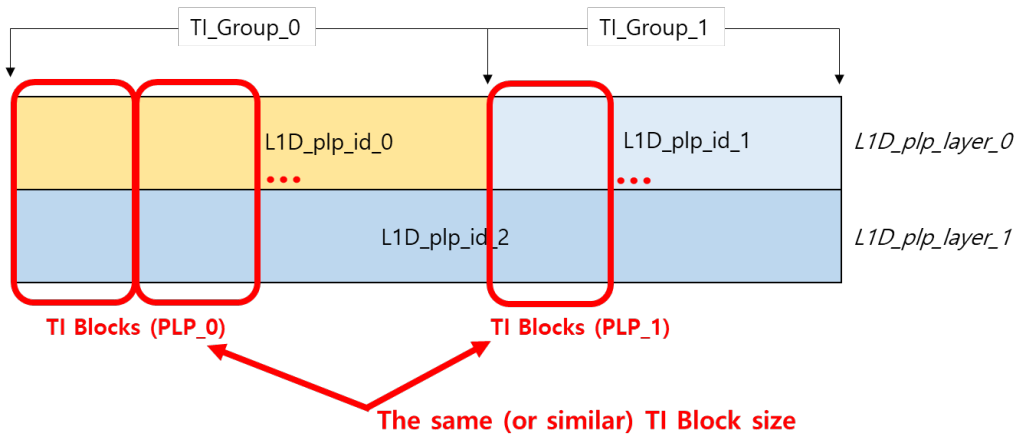 TI_Group_0
TI_Group_1
L1D_plp_id_0
L1D_plp_id_1
L1D_plp_layer_0
...
...
L1D_plp_id_2
L1D_plp_layer_1
TI Blocks (PLP_0)
TI Blocks (PLP_1)
The same (or similar) TI Block size